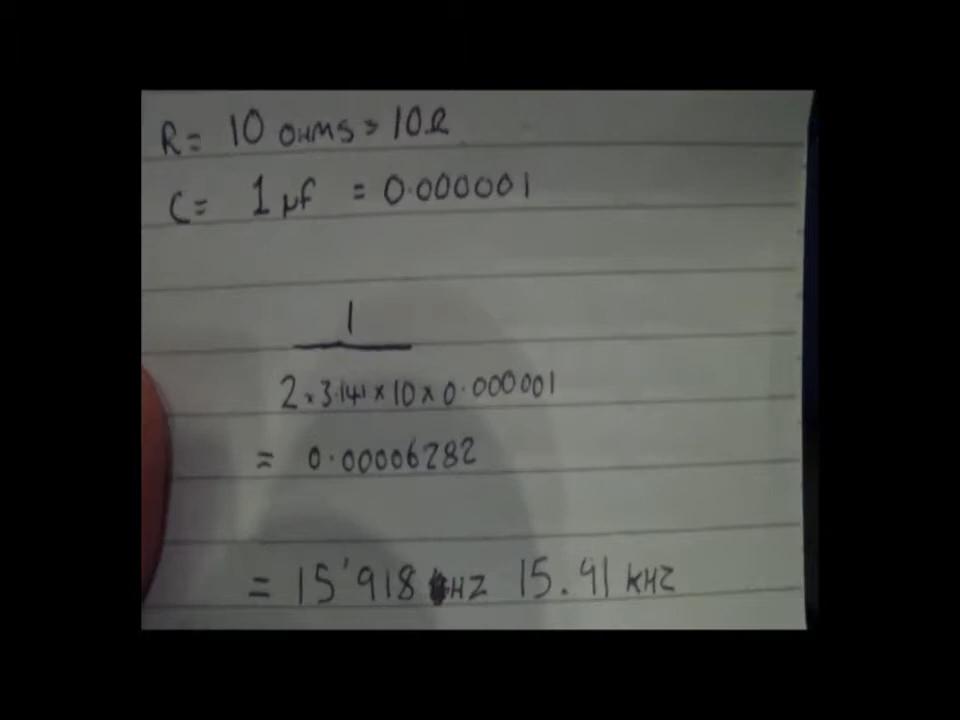 R= 10 OHMS = 10Ω
C= 1 µf = 0.000001
1
2 x 3.141 x 10 x 0.000001
= 0.00006282
= 15'918 HZ 15.91 KHZ